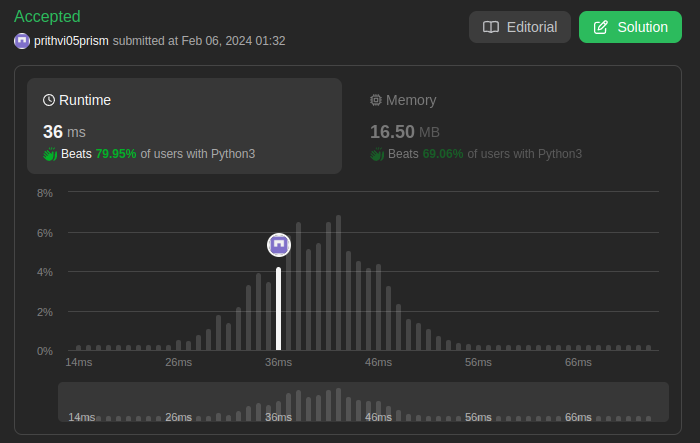 Accepted
prithvi05prism submitted at Feb 06, 2024 01:32
Editorial
Solution
Runtime
36 ms
Beats 79.95% of users with Python3
Memory
16.50 MB
Beats 69.06% of users with Python3
8%
6%
4%
2%
0%
14ms 26ms 36ms 46ms 56ms 66ms
14ms 26ms 36ms 46ms 56ms 66ms